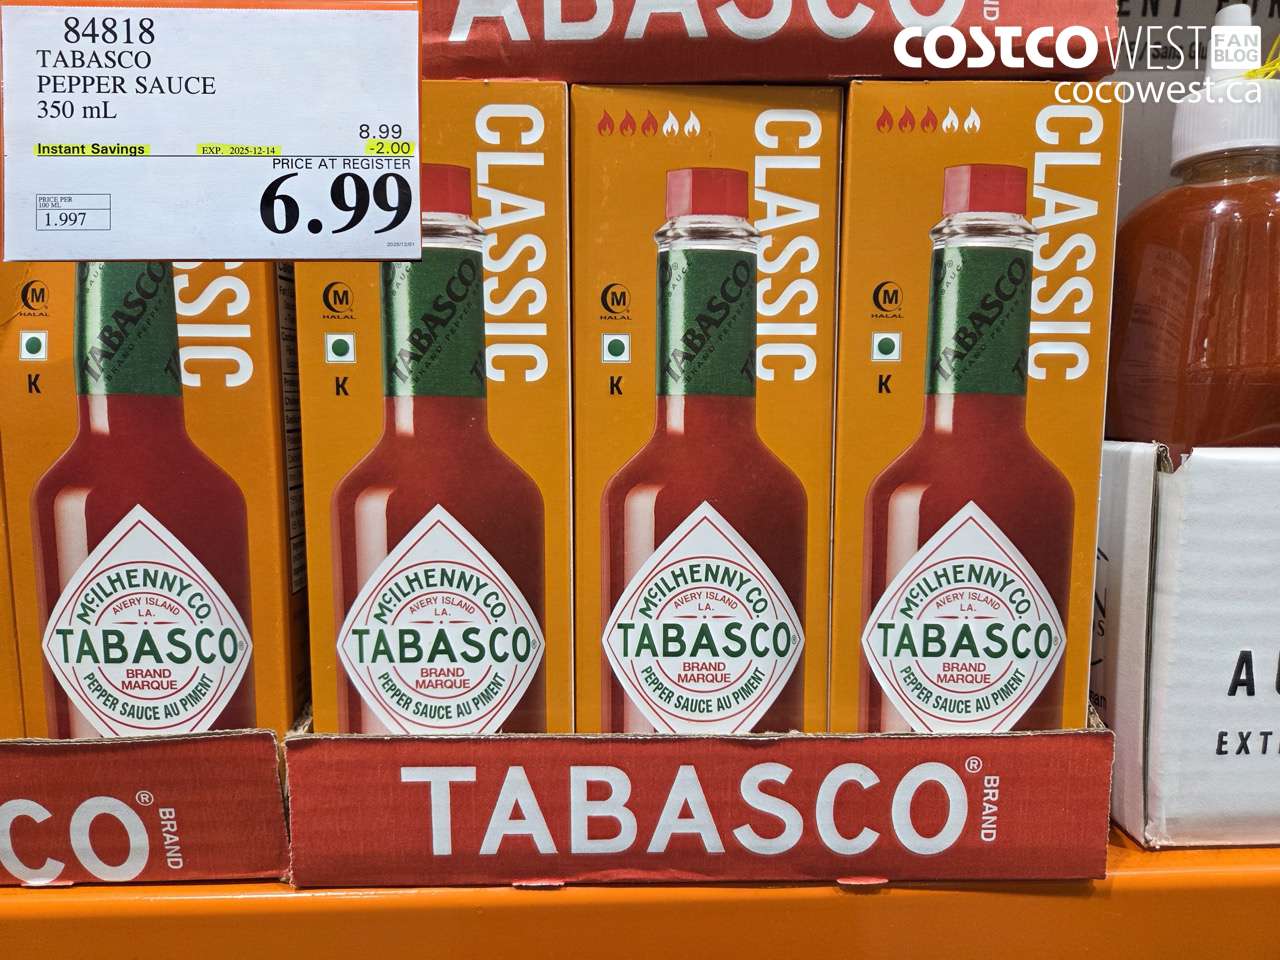 84818
TABASCO
PEPPER SAUCE
350 mL
8.99
Instant Savings EXP. 2025-12-14 -2.00
PRICE AT REGISTER
6.99
PRICE PER
100 ML
1.997
2025/12/01
TABASCO
BRAND
COSTCO WEST FAN BLOG
cocowest.ca
CLASSIC
CLASSIC
CLASSIC
CLASSIC
M
HALAL
K
M
HALAL
K
M
HALAL
K
M
HALAL
K
TABASCO
TABASCO
TABASCO
TABASCO
McILHENNY CO.
AVERY ISLAND
LA.
TABASCO®
BRAND
MARQUE
PEPPER SAUCE AU PIMENT
McILHENNY CO.
AVERY ISLAND
LA.
TABASCO®
BRAND
MARQUE
PEPPER SAUCE AU PIMENT
McILHENNY CO.
AVERY ISLAND
LA.
TABASCO®
BRAND
MARQUE
PEPPER SAUCE AU PIMENT
McILHENNY CO.
AVERY ISLAND
LA.
TABASCO®
BRAND
MARQUE
PEPPER SAUCE AU PIMENT
CO® BRAND
TABASCO® BRAND
A
EXT